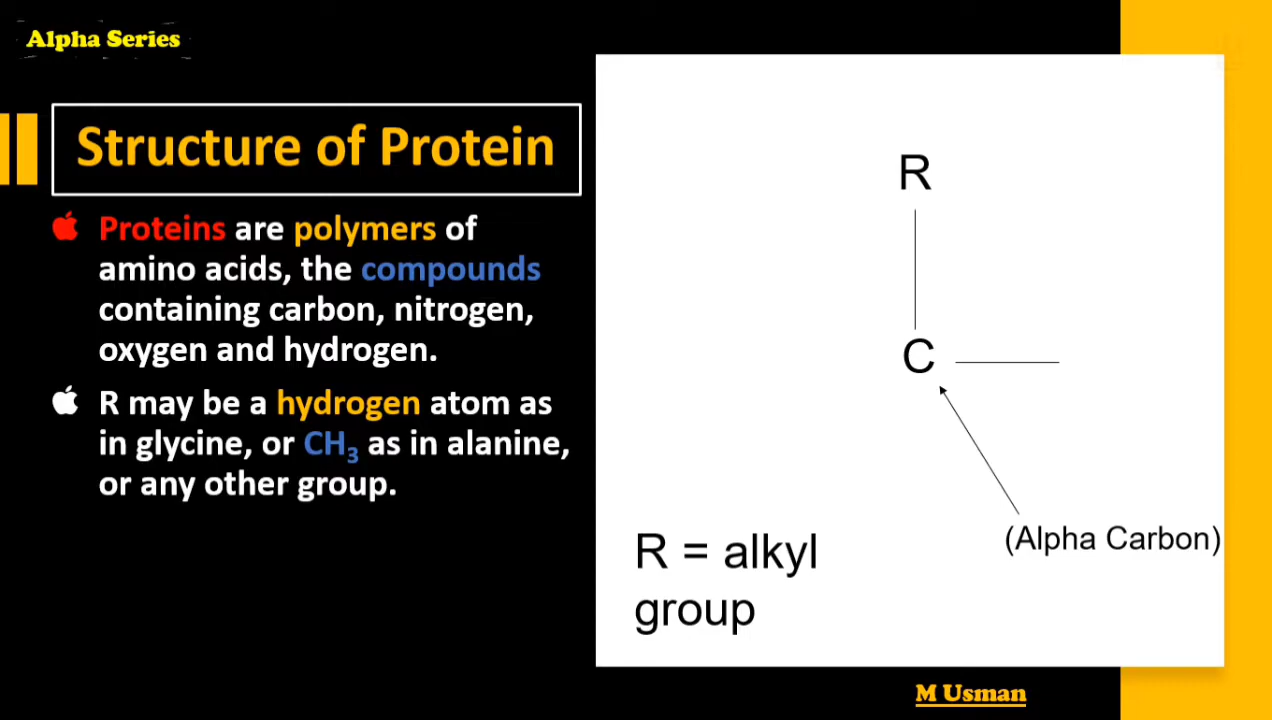 Alpha Series
Structure of Protein
Proteins are polymers of
amino acids, the compounds
containing carbon, nitrogen,
oxygen and hydrogen.
R may be a hydrogen atom as
in glycine, or CH₃ as in alanine,
or any other group.
R
C
(Alpha Carbon)
R = alkyl
group
M Usman